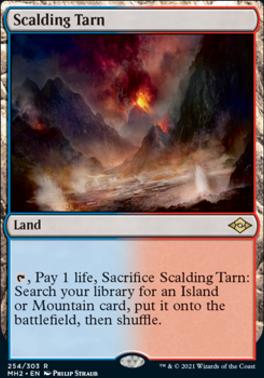 Scalding Tarn
Land
, Pay 1 life, Sacrifice Scalding Tarn:
Search your library for an Island
or Mountain card, put it onto the
battlefield, then shuffle.
254/303 R
MH2 • EN PHILIP STRAUB
™ & © 2021 Wizards of the Coast